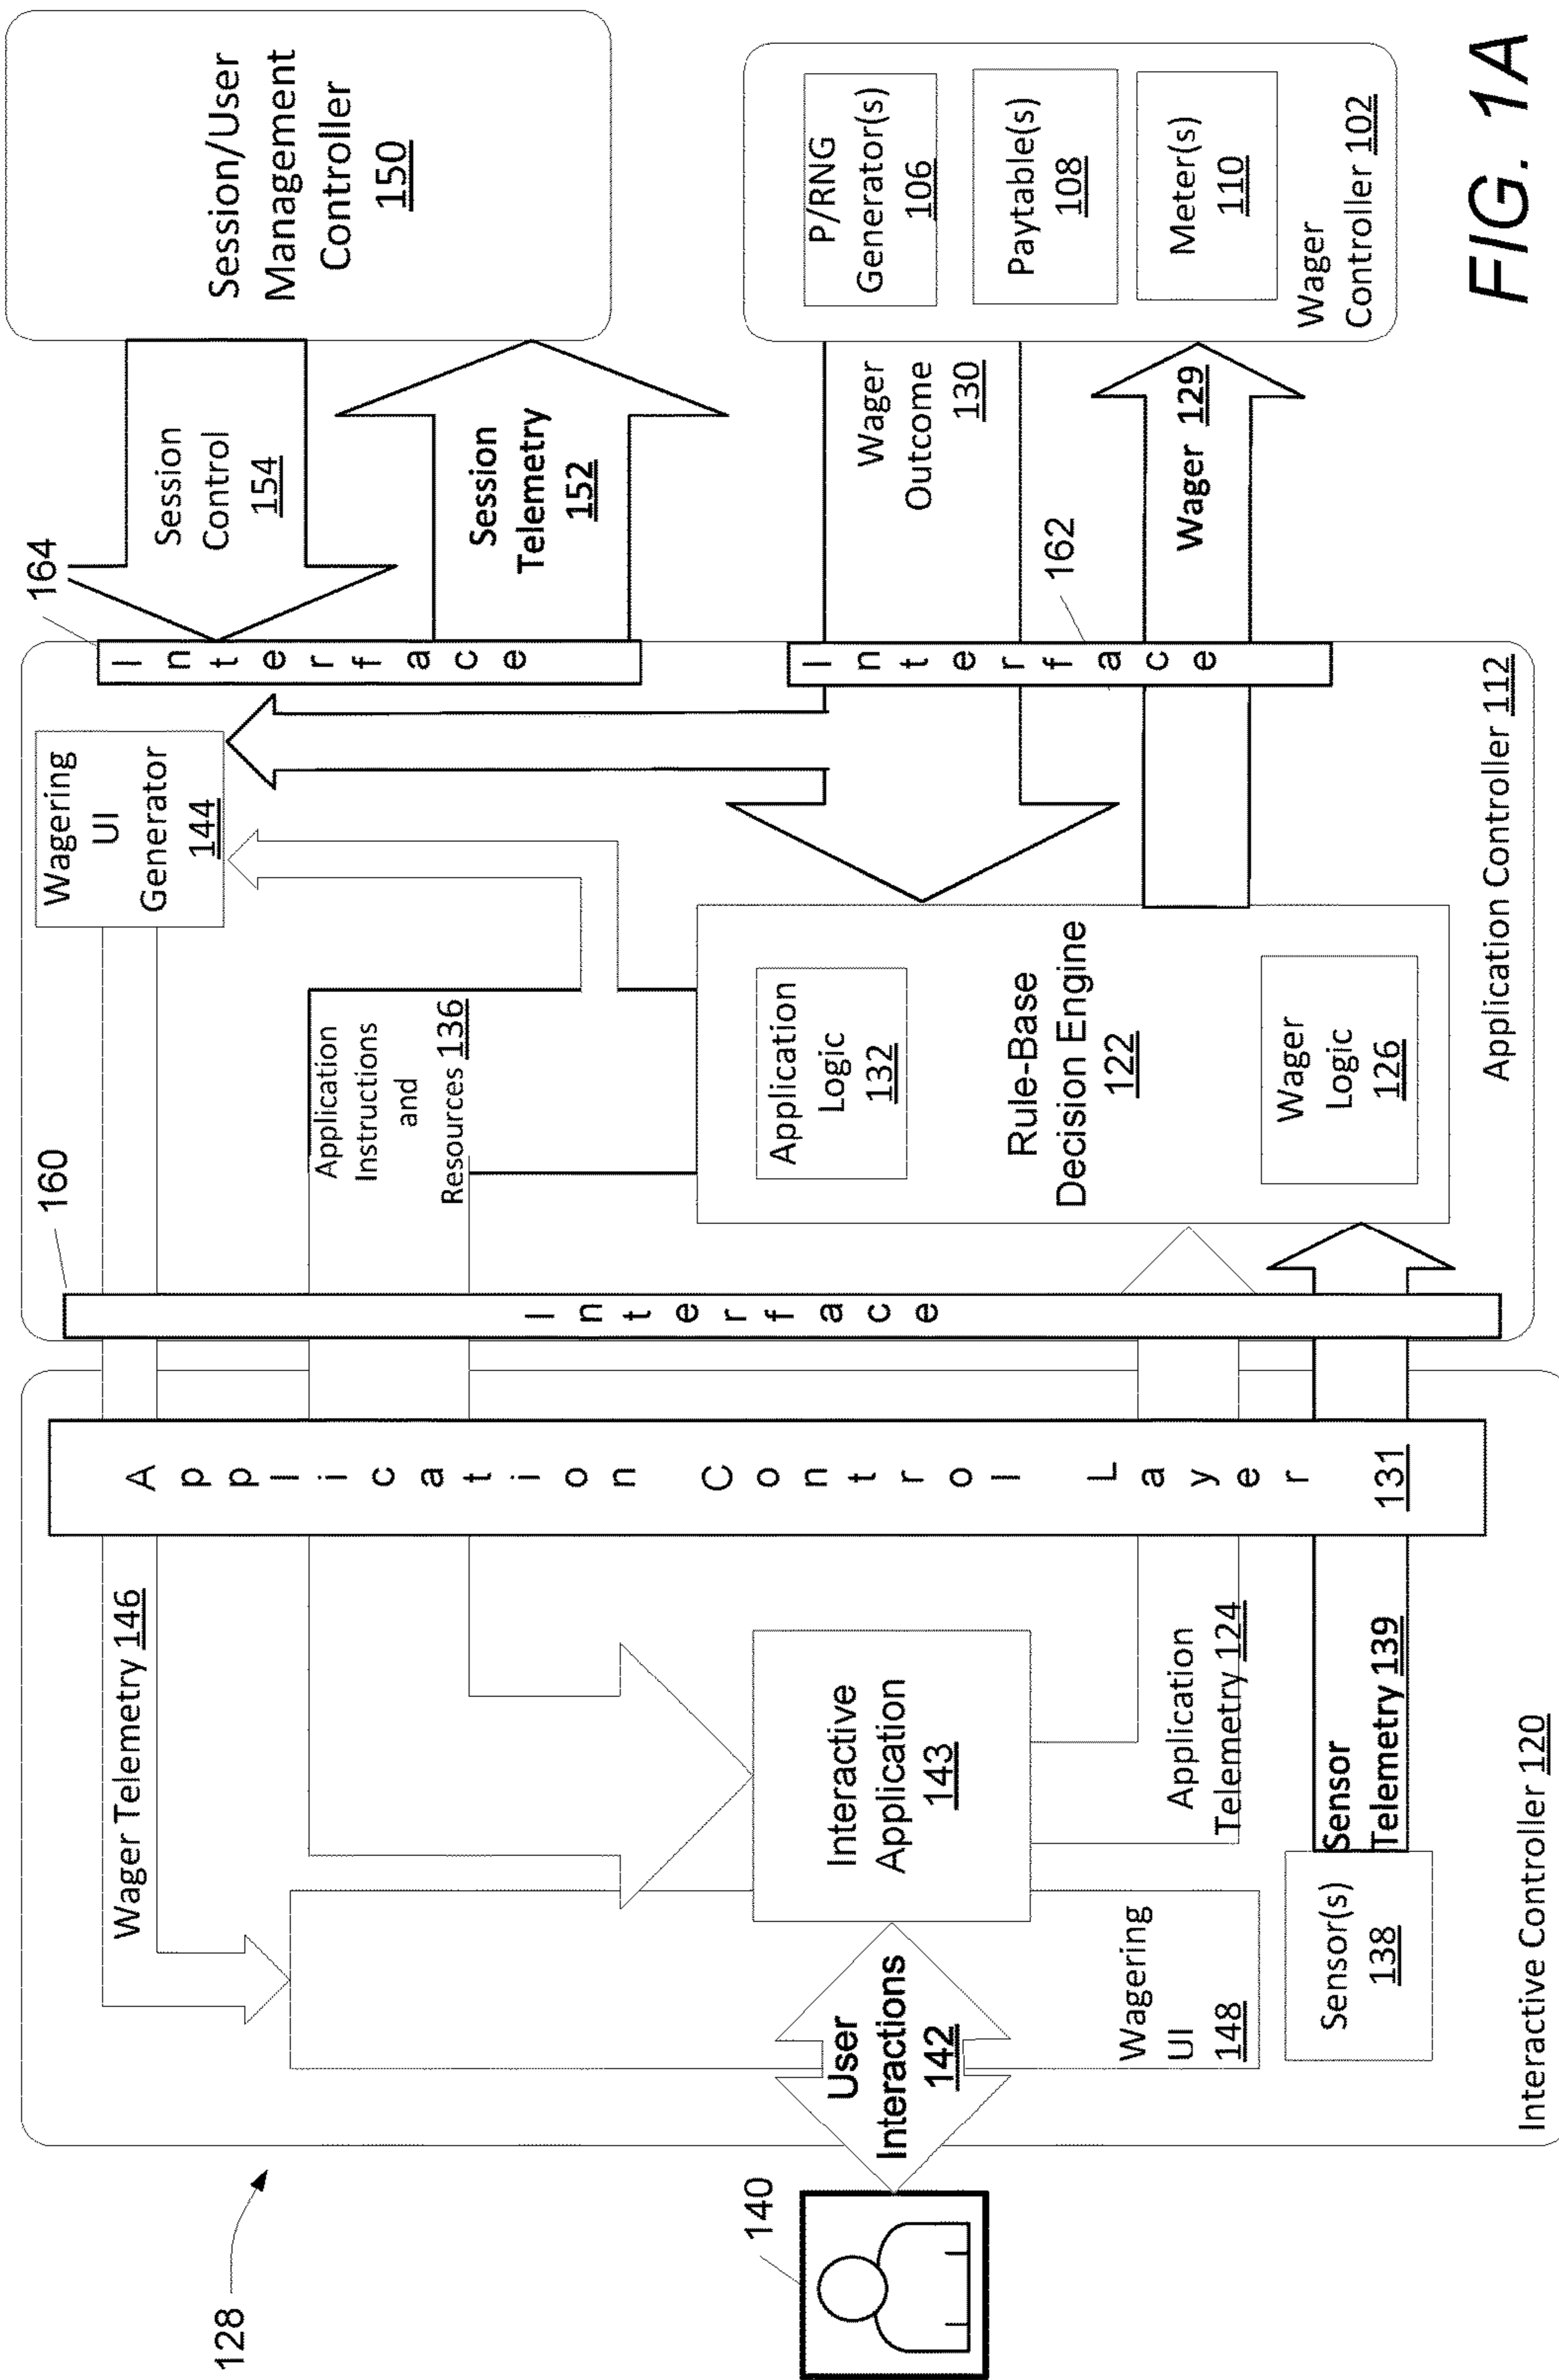 128
140
User
Interactions
142
Wager Telemetry 146
Interactive
Application
143
Wagering
UI
148
Application
Telemetry 124
Sensor(s)
138
Sensor
Telemetry 139
Interactive Controller 120
Application Control Layer
131
160
Interface
Application
Instructions
and
Resources 136
Wagering
UI
Generator
144
Application
Logic
132
Rule-Base
Decision Engine
122
Wager
Logic
126
Application Controller 112
164
Interface
Interface
162
Session
Control
154
Session
Telemetry
152
Wager
Outcome
130
Wager 129
Session/User
Management
Controller
150
P/RNG
Generator(s)
106
Paytable(s)
108
Meter(s)
110
Wager
Controller 102
FIG. 1A